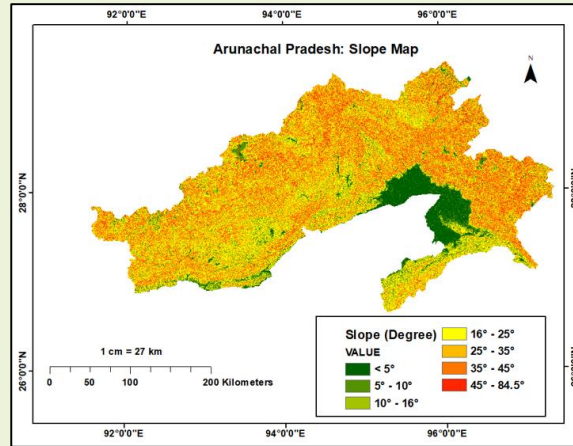 92°0'0"E 94°0'0"E 96°0'0"E
Arunachal Pradesh: Slope Map
N
28°0'0"N
26°0'0"N
1 cm = 27 km
0 50 100 200 Kilometers
Slope (Degree)
VALUE
< 5°
5° - 10°
10° - 16°
16° - 25°
25° - 35°
35° - 45°
45° - 84.5°
92°0'0"E 94°0'0"E 96°0'0"E